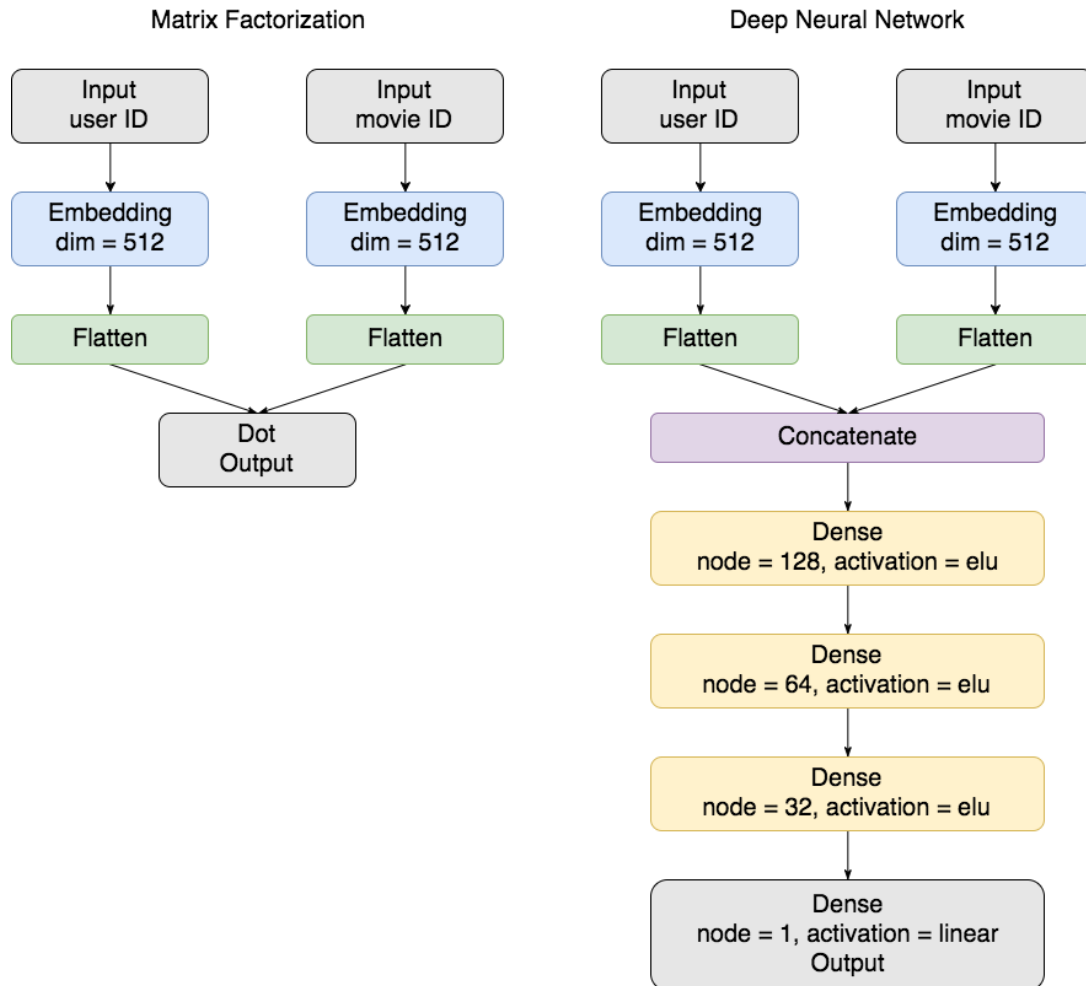 Matrix Factorization
Input
user ID
Input
movie ID
Embedding
dim = 512
Embedding
dim = 512
Flatten
Flatten
Dot
Output
Deep Neural Network
Input
user ID
Input
movie ID
Embedding
dim = 512
Embedding
dim = 512
Flatten
Flatten
Concatenate
Dense
node = 128, activation = elu
Dense
node = 64, activation = elu
Dense
node = 32, activation = elu
Dense
node = 1, activation = linear
Output